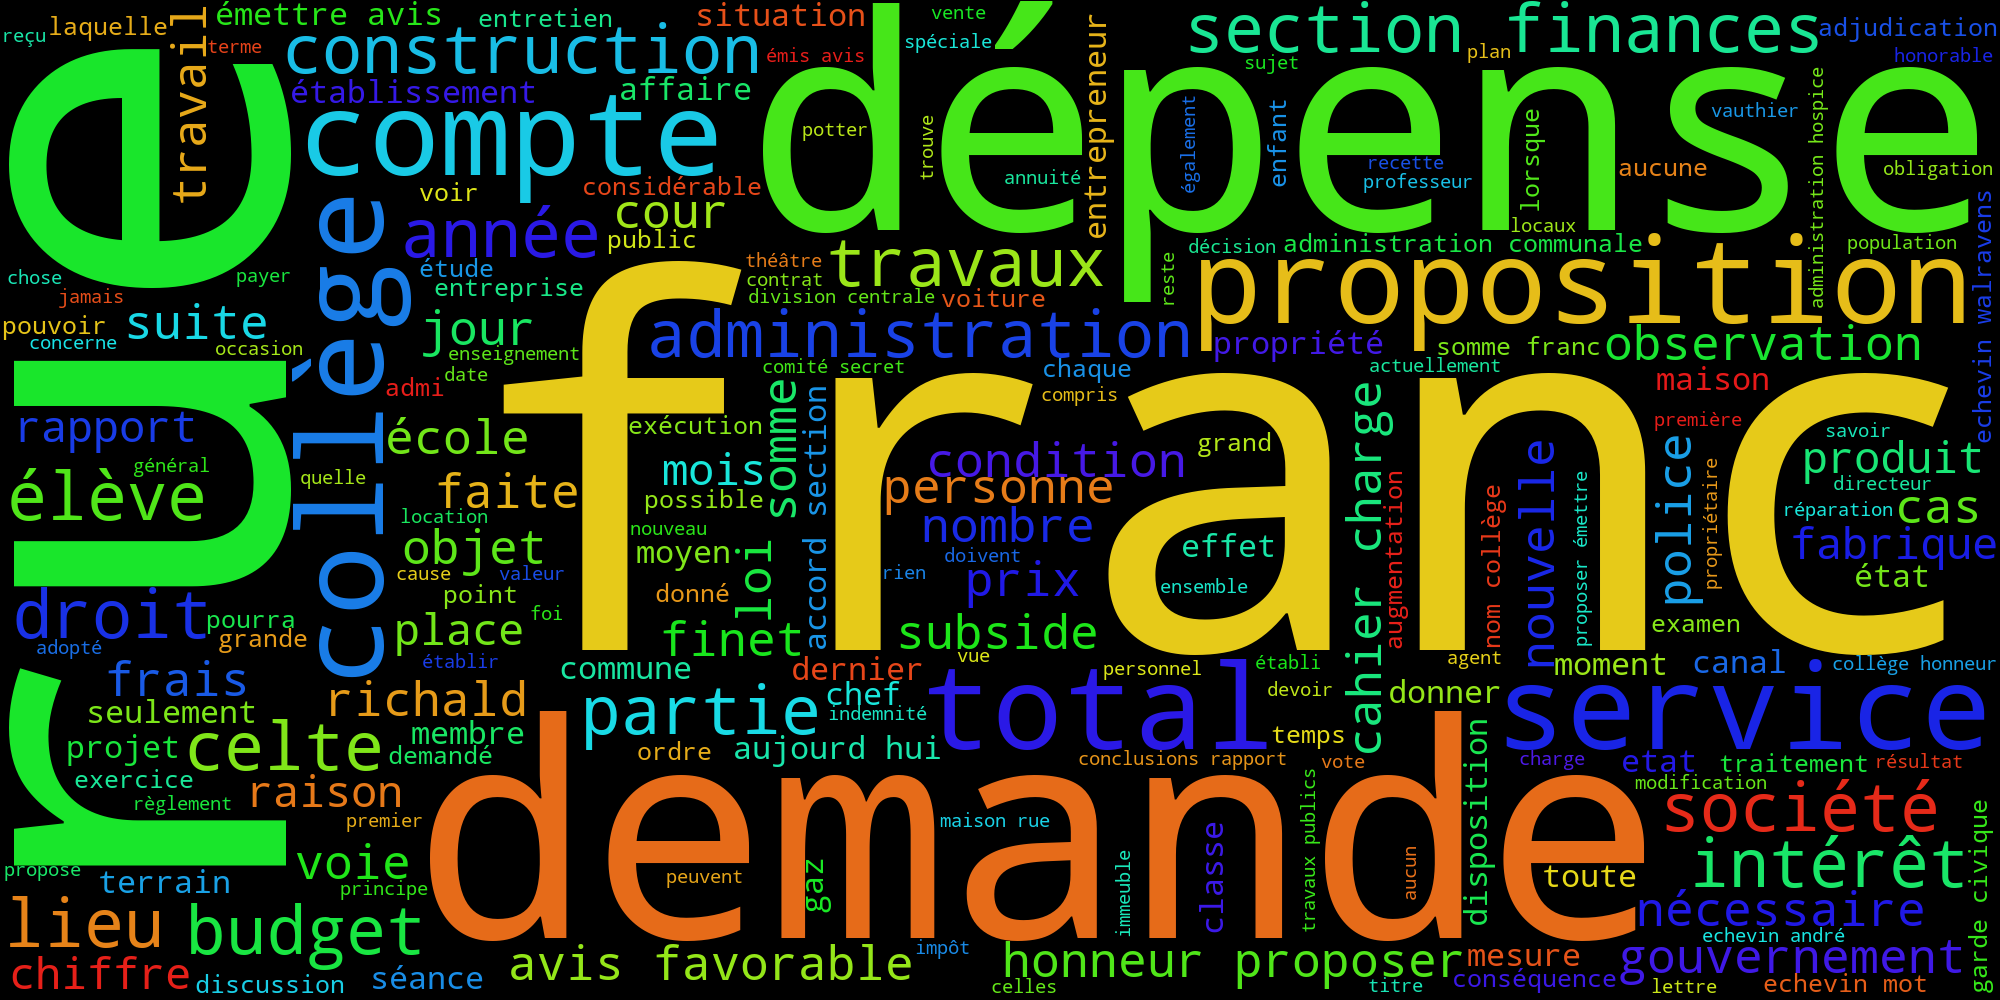 émettre avis
entretien
situation
vente
section finances
adjudication
reçu
laquelle
travail
terme
construction
émis avis
spéciale
dépense
sujet
plan
honorable
établissement
affaire
compte
potter
trouve
annuité
entrepreneur
également
enfant
recette
professeur
lorsque
locaux
aucune
vauthier
administration hospice
obligation
voir
considérable
année
cour
public
travaux
reste
décision
administration communale
population
echevin walravens
chose
jamais
payer
rue
collège
étude
entreprise
théâtre
contrat
division centrale
voiture
proposition
pouvoir
suite
concerne
occasion
jour
enseignement
date
admi
administration
comité secret
chaque
compris
propriété
somme franc
observation
actuellement
maison
première
savoir
rapport
général
élève
quelle
école
exécution
faite
mois
possible
somme
accord section
franc
condition
personne
nombre
doivent
rien
prix
grand
effet
ensemble
cahier charge
augmentation
nom collège
nouvelle
proposer émettre
police
propriétaire
produit
directeur
réparation
cas
fabrique
état
location
objet
nouveau
moyen
loi
cause
valeur
point
foi
donné
droit
pourra
grande
adopté
place
établir
finet
subside
examen
frais
seulement
richald
commune
dernier
vue
personnel
établi
agent
moment
canal
collège honneur
projet
celte
membre
demandé
partie
chef
indemnité
total
devoir
donner
service
exercice
règlement
raison
premier
ordre
aujourd hui
conclusions rapport
temps
vote
disposition
charge
etat
traitement
résultat
modification
société
propose
terrain
voie
principe
demande
peuvent
gaz
maison rue
immeuble
classe
travaux publics
aucun
toute
intérêt
garde civique
lieu
budget
nécessaire
echevin andré
chiffre
discussion
séance
avis favorable
impôt
honneur proposer
celles
titre
mesure
conséquence
gouvernement
lettre
echevin mot